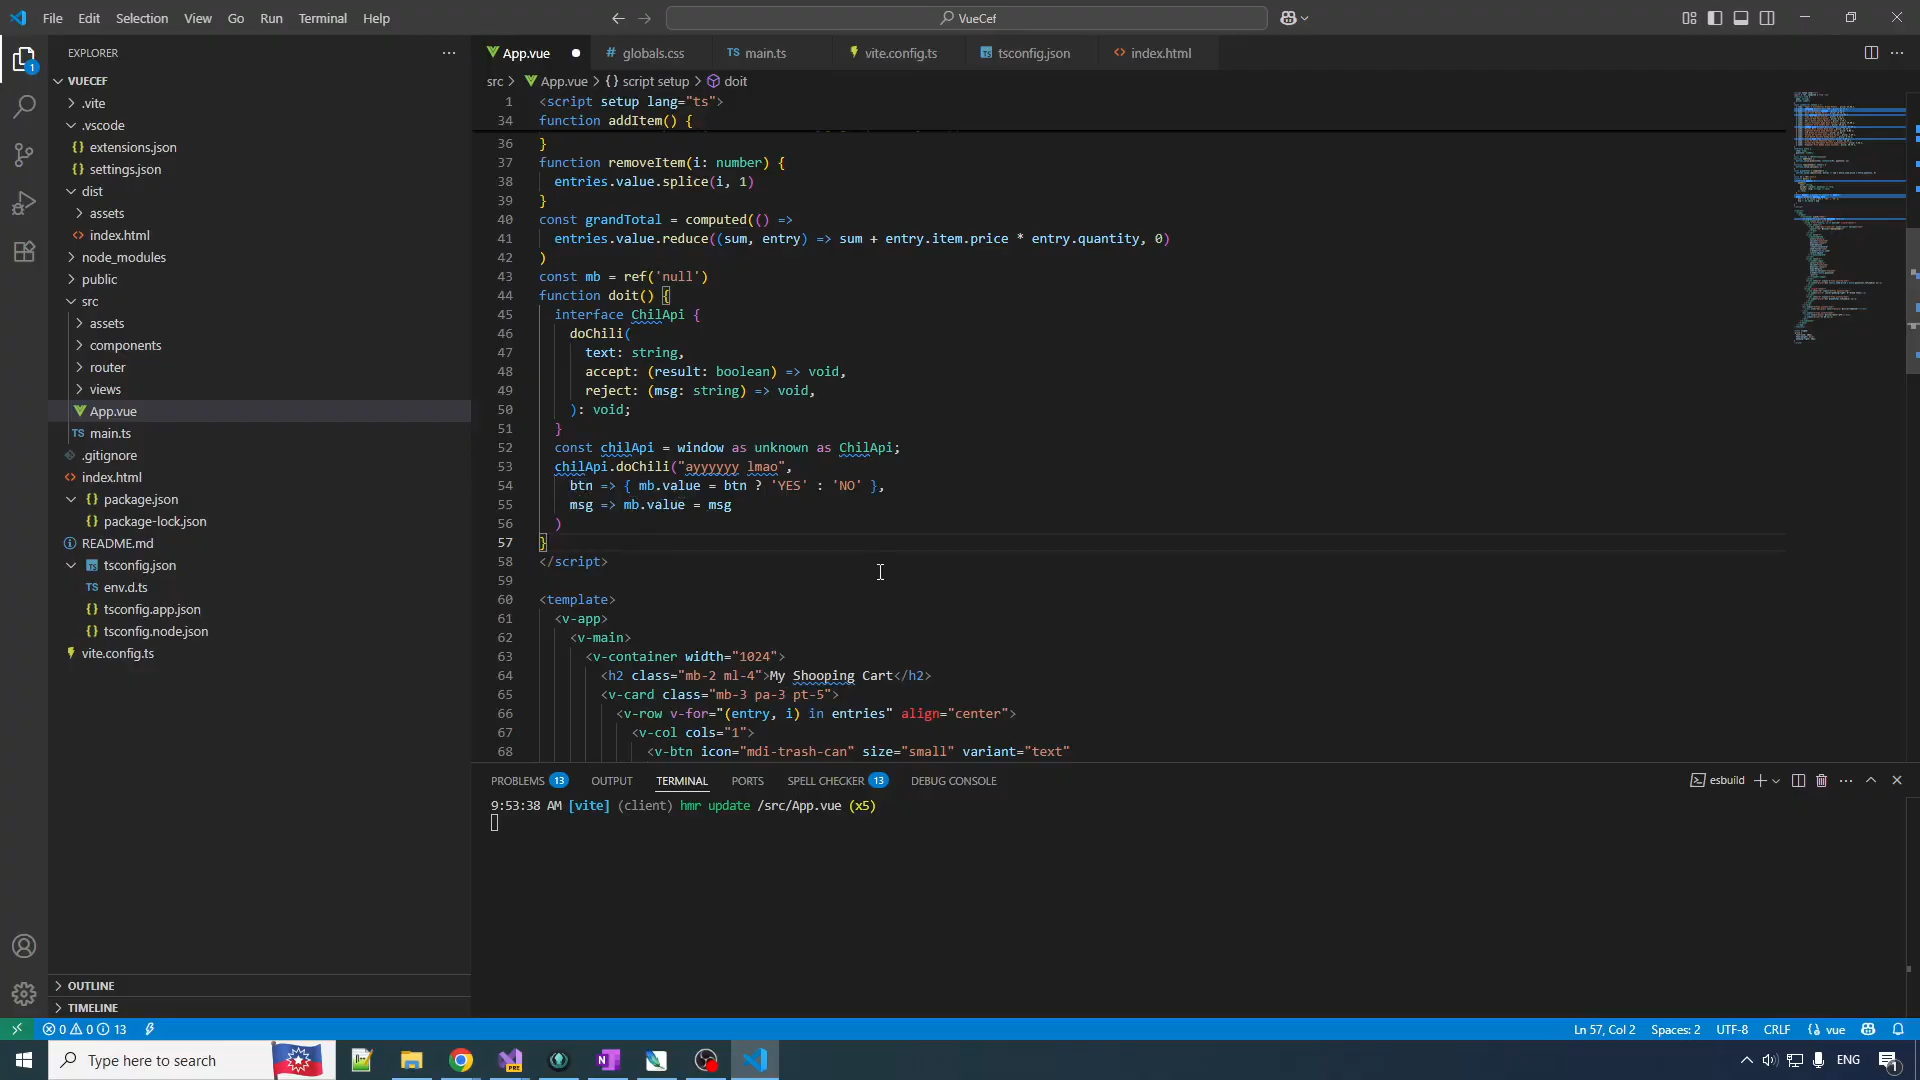 File Edit Selection View Go Run Terminal Help
VueCef
EXPLORER
VUECEF
.vite
.vscode
extensions.json
settings.json
dist
assets
index.html
node_modules
public
src
assets
components
router
views
App.vue
main.ts
.gitignore
index.html
package.json
package-lock.json
README.md
tsconfig.json
env.d.ts
tsconfig.app.json
tsconfig.node.json
vite.config.ts
OUTLINE
TIMELINE
App.vue globals.css main.ts vite.config.ts tsconfig.json index.html
src > App.vue > {} script setup > doit
1 <script setup lang="ts">
34 function addItem() {
36 }
37 function removeItem(i: number) {
38 entries.value.splice(i, 1)
39 }
40 const grandTotal = computed(() =>
41 entries.value.reduce((sum, entry) => sum + entry.item.price * entry.quantity, 0)
42 )
43 const mb = ref('null')
44 function doit() {
45 interface ChilApi {
46 doChili(
47 text: string,
48 accept: (result: boolean) => void,
49 reject: (msg: string) => void,
50 ): void;
51 }
52 const chilApi = window as unknown as ChilApi;
53 chilApi.doChili("ayyyyyy lmao",
54 btn => { mb.value = btn ? 'YES' : 'NO' },
55 msg => mb.value = msg
56 )
57 }
58 </script>
59
60 <template>
61 <v-app>
62 <v-main>
63 <v-container width="1024">
64 <h2 class="mb-2 ml-4">My Shooping Cart</h2>
65 <v-card class="mb-3 pa-3 pt-5">
66 <v-row v-for="(entry, i) in entries" align="center">
67 <v-col cols="1">
68 <v-btn icon="mdi-trash-can" size="small" variant="text"
PROBLEMS 13 OUTPUT TERMINAL PORTS SPELL CHECKER 13 DEBUG CONSOLE
esbuild
9:53:38 AM [vite] (client) hmr update /src/App.vue (x5)
0 0 13
Ln 57, Col 2 Spaces: 2 UTF-8 CRLF {} vue
Type here to search
ENG